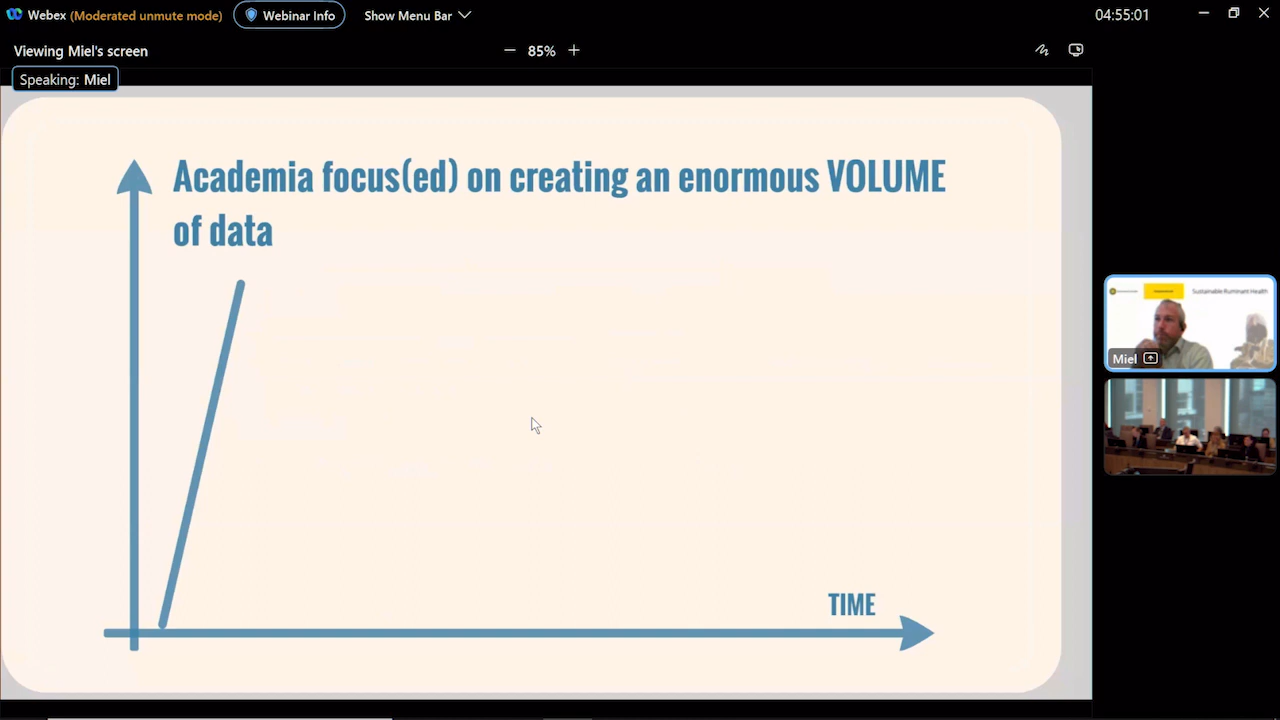 Webex (Moderated unmute mode) Webinar Info Show Menu Bar 04:55:01
Viewing Miel's screen 85%
Speaking: Miel
Academia focus(ed) on creating an enormous VOLUME
of data
TIME
Sustainable Ruminant Health
Miel